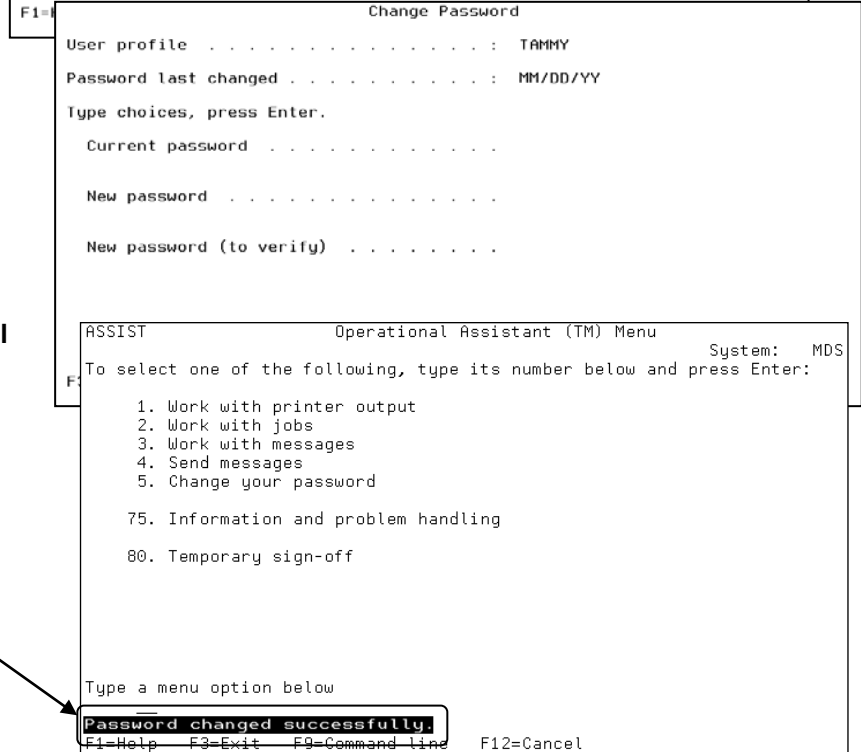 F1=
Change Password
User profile . . . . . . . . . . . . : TAMMY
Password last changed . . . . . . . . . . : MM/DD/YY
Type choices, press Enter.
Current password . . . . . . . . . . . .
New password . . . . . . . . . . . . . .
New password (to verify) . . . . . . . .
ASSIST Operational Assistant (TM) Menu
System: MDS
To select one of the following, type its number below and press Enter:
1. Work with printer output
2. Work with jobs
3. Work with messages
4. Send messages
5. Change your password
75. Information and problem handling
80. Temporary sign-off
Type a menu option below
Password changed successfully.
F1=Help F3=Exit F9=Command line F12=Cancel